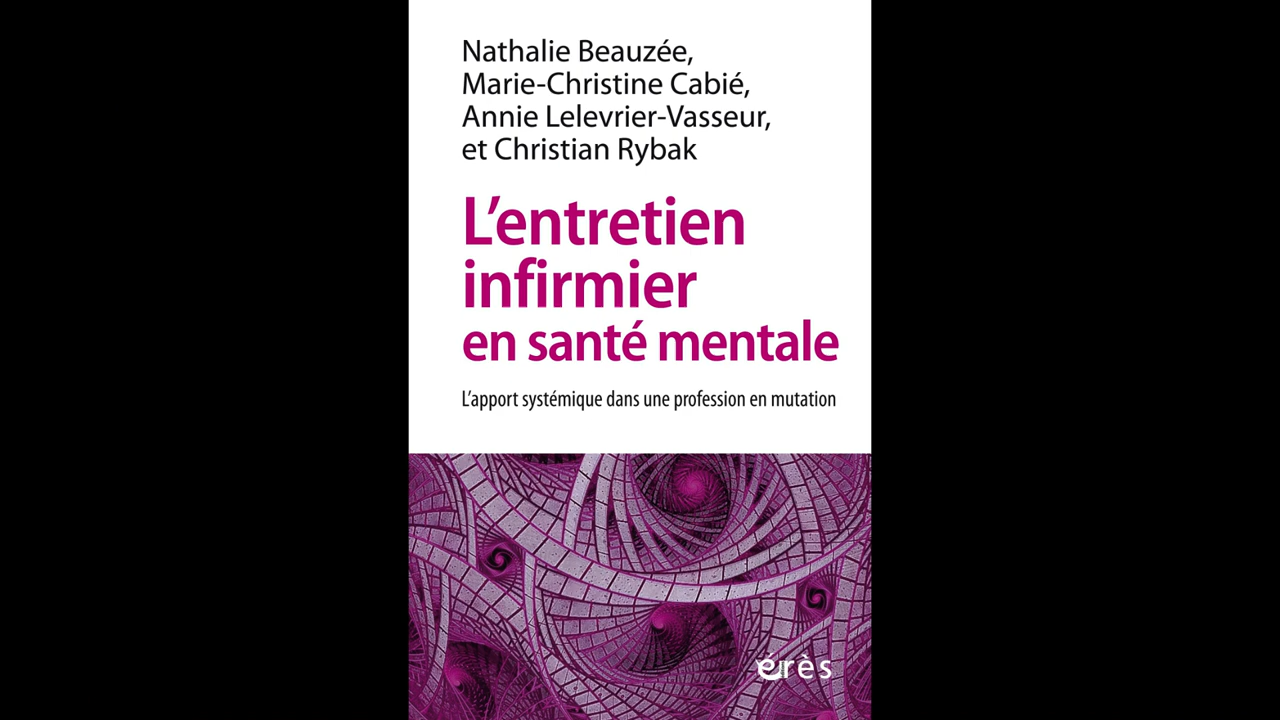 Nathalie Beauzée,
Marie-Christine Cabié,
Annie Lelevrier-Vasseur,
et Christian Rybak
L’entretien
infirmier
en santé mentale
L’apport systémique dans une profession en mutation
érès